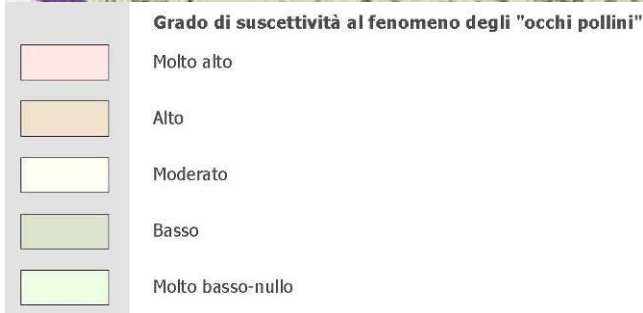 Grado di suscettività al fenomeno degli "occhi pollini"
Molto alto
Alto
Moderato
Basso
Molto basso-nullo